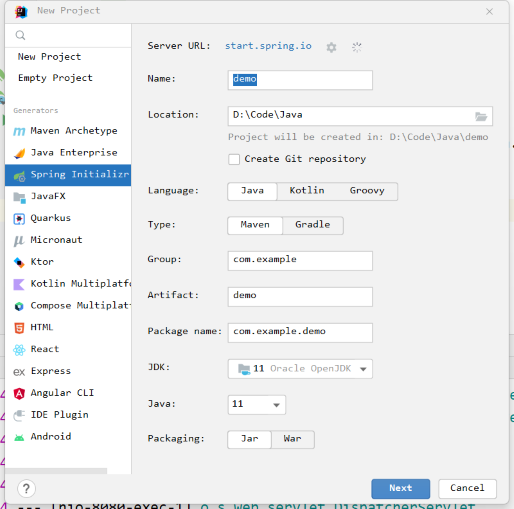 New Project
New Project
Empty Project
Generators
Maven Archetype
Java Enterprise
Spring Initializr
JavaFX
Quarkus
Micronaut
Ktor
Kotlin Multiplatf
Compose Multiplat
HTML
React
ex Express
Angular CLI
IDE Plugin
Android
Server URL: start.spring.io
Name: demo
Location: D:\Code\Java
Project will be created in: D:\Code\Java\demo
Create Git repository
Language: Java Kotlin Groovy
Type: Maven Gradle
Group: com.example
Artifact: demo
Package name: com.example.demo
JDK: 11 Oracle OpenJDK
Java: 11
Packaging: Jar War
? Next Cancel